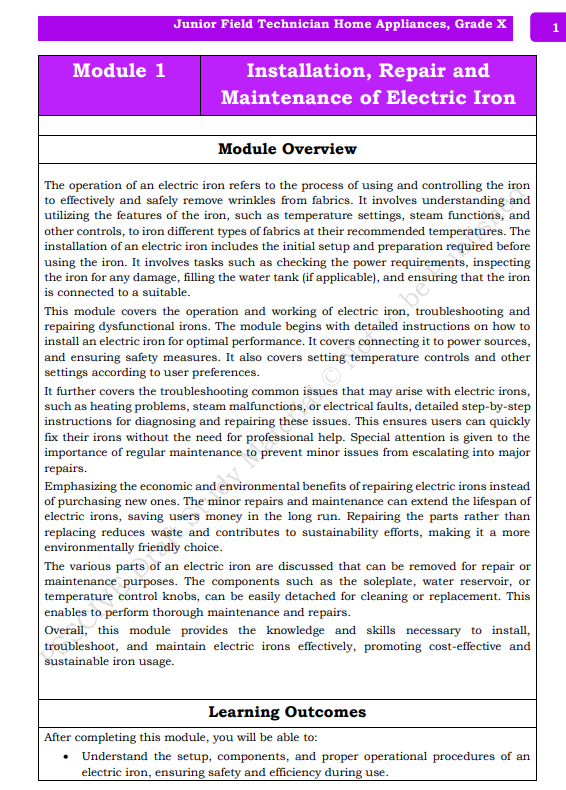 Junior Field Technician Home Appliances, Grade X
1
Module 1
Installation, Repair and
Maintenance of Electric Iron
Module Overview
The operation of an electric iron refers to the process of using and controlling the iron
to effectively and safely remove wrinkles from fabrics. It involves understanding and
utilizing the features of the iron, such as temperature settings, steam functions, and
other controls, to iron different types of fabrics at their recommended temperatures. The
installation of an electric iron includes the initial setup and preparation required before
using the iron. It involves tasks such as checking the power requirements, inspecting
the iron for any damage, filling the water tank (if applicable), and ensuring that the iron
is connected to a suitable.
This module covers the operation and working of electric iron, troubleshooting and
repairing dysfunctional irons. The module begins with detailed instructions on how to
install an electric iron for optimal performance. It covers connecting it to power sources,
and ensuring safety measures. It also covers setting temperature controls and other
settings according to user preferences.
It further covers the troubleshooting common issues that may arise with electric irons,
such as heating problems, steam malfunctions, or electrical faults, detailed step-by-step
instructions for diagnosing and repairing these issues. This ensures users can quickly
fix their irons without the need for professional help. Special attention is given to the
importance of regular maintenance to prevent minor issues from escalating into major
repairs.
Emphasizing the economic and environmental benefits of repairing electric irons instead
of purchasing new ones. The minor repairs and maintenance can extend the lifespan of
electric irons, saving users money in the long run. Repairing the parts rather than
replacing reduces waste and contributes to sustainability efforts, making it a more
environmentally friendly choice.
The various parts of an electric iron are discussed that can be removed for repair or
maintenance purposes. The components such as the soleplate, water reservoir, or
temperature control knobs, can be easily detached for cleaning or replacement. This
enables to perform thorough maintenance and repairs.
Overall, this module provides the knowledge and skills necessary to install,
troubleshoot, and maintain electric irons effectively, promoting cost-effective and
sustainable iron usage.
PSSCIVE Draft Study Material © Not to be Published
Learning Outcomes
After completing this module, you will be able to:
• Understand the setup, components, and proper operational procedures of an
electric iron, ensuring safety and efficiency during use.